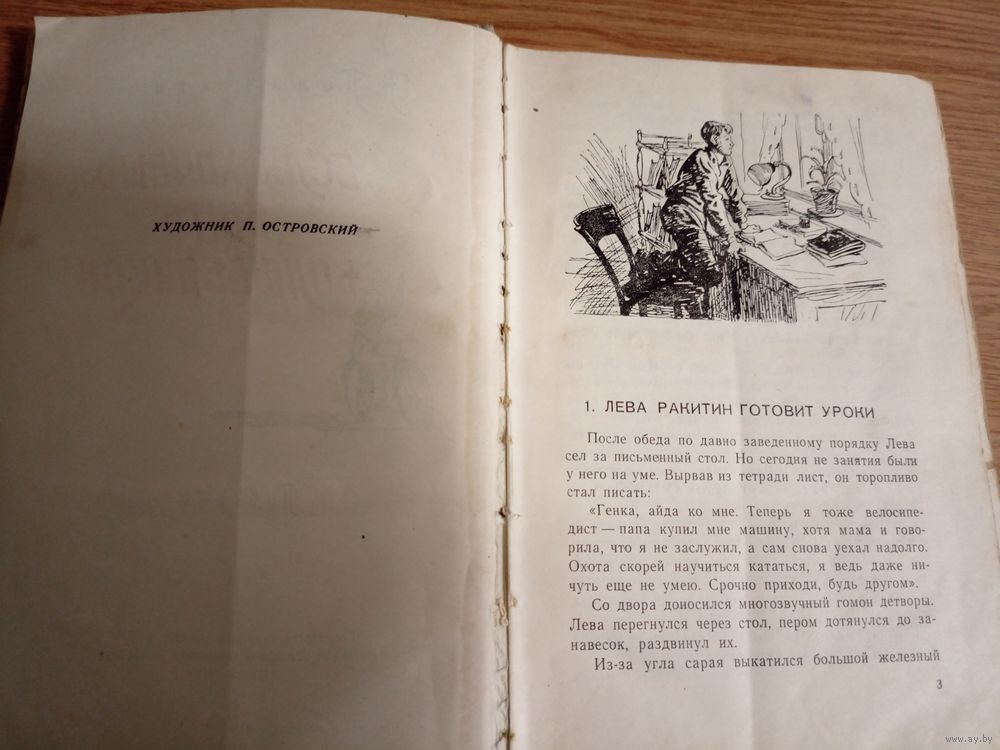 ХУДОЖНИК П. ОСТРОВСКИЙ
1. ЛЕВА РАКИТИН ГОТОВИТ УРОКИ
После обеда по давно заведенному порядку Лева
сел за письменный стол. Но сегодня не занятия были
у него на уме. Вырвав из тетради лист, он торопливо
стал писать:
«Генка, айда ко мне. Теперь я тоже велосипе-
дист — папа купил мне машину, хотя мама и гово-
рила, что я не заслужил, а сам снова уехал надолго.
Охота скорей научиться кататься, я ведь даже ни-
чуть еще не умею. Срочно приходи, будь другом».
Со двора доносился многозвучный гомон детворы.
Лева перегнулся через стол, пером дотянулся до за-
навесок, раздвинул их.
Из-за угла сарая выкатился большой железный
3
www.ay.by